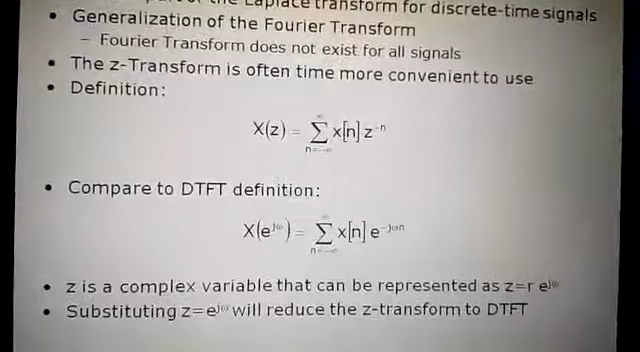 the Laplace transform for discrete-time signals
• Generalization of the Fourier Transform
– Fourier Transform does not exist for all signals
• The z-Transform is often time more convenient to use
• Definition:
X(z) = ∑_{n=-∞}^{∞} x[n] z^{-n}
• Compare to DTFT definition:
X(e^{jω}) = ∑_{n=-∞}^{∞} x[n] e^{-jωn}
• z is a complex variable that can be represented as z=r e^{jω}
• Substituting z=e^{jω} will reduce the z-transform to DTFT